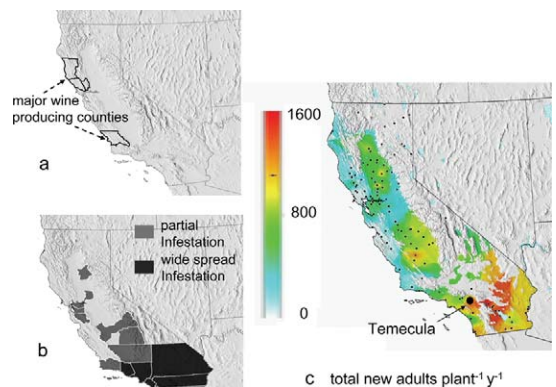 major wine
producing counties
a
partial
Infestation
wide spread
Infestation
b
1600
800
0
Temecula
c total new adults plant⁻¹ y⁻¹